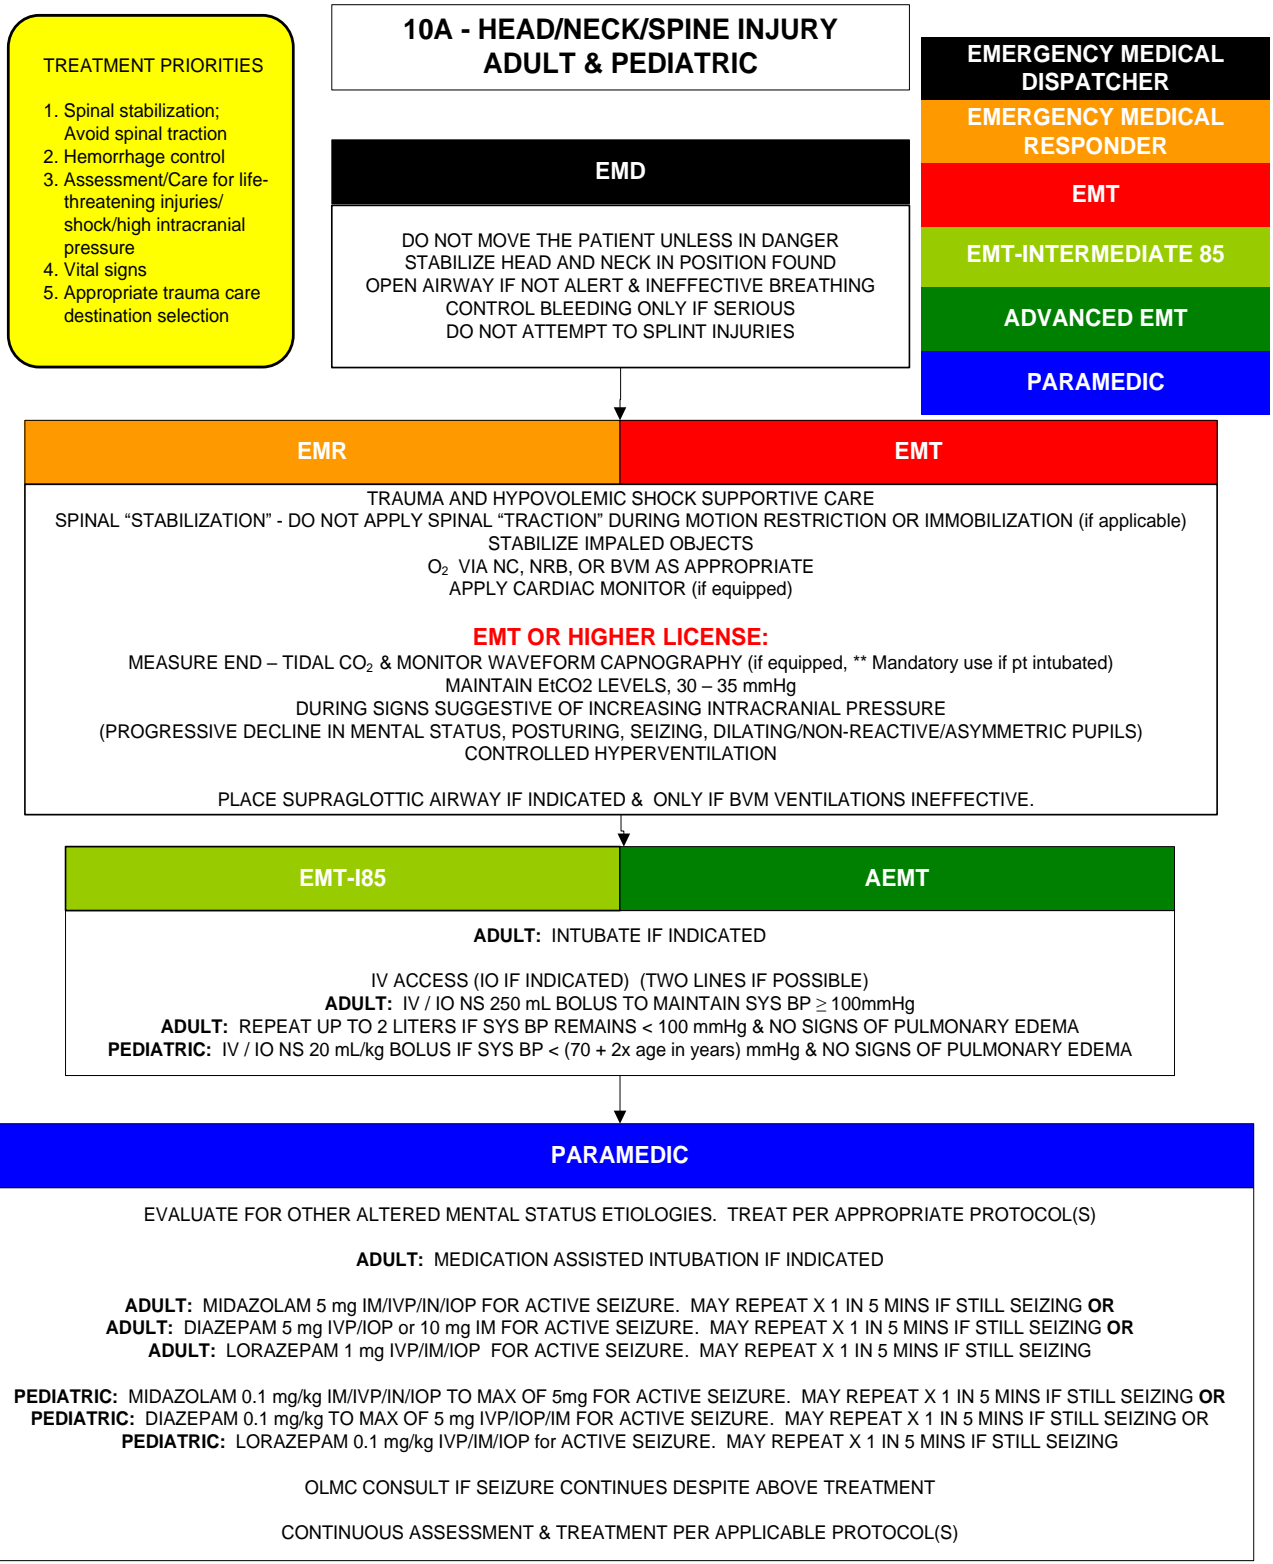 10A - HEAD/NECK/SPINE INJURY
ADULT & PEDIATRIC
TREATMENT PRIORITIES
1. Spinal stabilization;
Avoid spinal traction
2. Hemorrhage control
3. Assessment/Care for life-
threatening injuries/
shock/high intracranial
pressure
4. Vital signs
5. Appropriate trauma care
destination selection
EMERGENCY MEDICAL
DISPATCHER
EMERGENCY MEDICAL
RESPONDER
EMT
EMT-INTERMEDIATE 85
ADVANCED EMT
PARAMEDIC
EMD
DO NOT MOVE THE PATIENT UNLESS IN DANGER
STABILIZE HEAD AND NECK IN POSITION FOUND
OPEN AIRWAY IF NOT ALERT & INEFFECTIVE BREATHING
CONTROL BLEEDING ONLY IF SERIOUS
DO NOT ATTEMPT TO SPLINT INJURIES
EMR
EMT
TRAUMA AND HYPOVOLEMIC SHOCK SUPPORTIVE CARE
SPINAL “STABILIZATION” - DO NOT APPLY SPINAL “TRACTION” DURING MOTION RESTRICTION OR IMMOBILIZATION (if applicable)
STABILIZE IMPALED OBJECTS
O₂ VIA NC, NRB, OR BVM AS APPROPRIATE
APPLY CARDIAC MONITOR (if equipped)
EMT OR HIGHER LICENSE:
MEASURE END – TIDAL CO₂ & MONITOR WAVEFORM CAPNOGRAPHY (if equipped, ** Mandatory use if pt intubated)
MAINTAIN EtCO2 LEVELS, 30 – 35 mmHg
DURING SIGNS SUGGESTIVE OF INCREASING INTRACRANIAL PRESSURE
(PROGRESSIVE DECLINE IN MENTAL STATUS, POSTURING, SEIZING, DILATING/NON-REACTIVE/ASYMMETRIC PUPILS)
CONTROLLED HYPERVENTILATION
PLACE SUPRAGLOTTIC AIRWAY IF INDICATED & ONLY IF BVM VENTILATIONS INEFFECTIVE.
EMT-I85
AEMT
ADULT: INTUBATE IF INDICATED
IV ACCESS (IO IF INDICATED) (TWO LINES IF POSSIBLE)
ADULT: IV / IO NS 250 mL BOLUS TO MAINTAIN SYS BP ≥ 100mmHg
ADULT: REPEAT UP TO 2 LITERS IF SYS BP REMAINS < 100 mmHg & NO SIGNS OF PULMONARY EDEMA
PEDIATRIC: IV / IO NS 20 mL/kg BOLUS IF SYS BP < (70 + 2x age in years) mmHg & NO SIGNS OF PULMONARY EDEMA
PARAMEDIC
EVALUATE FOR OTHER ALTERED MENTAL STATUS ETIOLOGIES. TREAT PER APPROPRIATE PROTOCOL(S)
ADULT: MEDICATION ASSISTED INTUBATION IF INDICATED
ADULT: MIDAZOLAM 5 mg IM/IVP/IN/IOP FOR ACTIVE SEIZURE. MAY REPEAT X 1 IN 5 MINS IF STILL SEIZING OR
ADULT: DIAZEPAM 5 mg IVP/IOP or 10 mg IM FOR ACTIVE SEIZURE. MAY REPEAT X 1 IN 5 MINS IF STILL SEIZING OR
ADULT: LORAZEPAM 1 mg IVP/IM/IOP FOR ACTIVE SEIZURE. MAY REPEAT X 1 IN 5 MINS IF STILL SEIZING
PEDIATRIC: MIDAZOLAM 0.1 mg/kg IM/IVP/IN/IOP TO MAX OF 5mg FOR ACTIVE SEIZURE. MAY REPEAT X 1 IN 5 MINS IF STILL SEIZING OR
PEDIATRIC: DIAZEPAM 0.1 mg/kg TO MAX OF 5 mg IVP/IOP/IM FOR ACTIVE SEIZURE. MAY REPEAT X 1 IN 5 MINS IF STILL SEIZING OR
PEDIATRIC: LORAZEPAM 0.1 mg/kg IVP/IM/IOP for ACTIVE SEIZURE. MAY REPEAT X 1 IN 5 MINS IF STILL SEIZING
OLMC CONSULT IF SEIZURE CONTINUES DESPITE ABOVE TREATMENT
CONTINUOUS ASSESSMENT & TREATMENT PER APPLICABLE PROTOCOL(S)